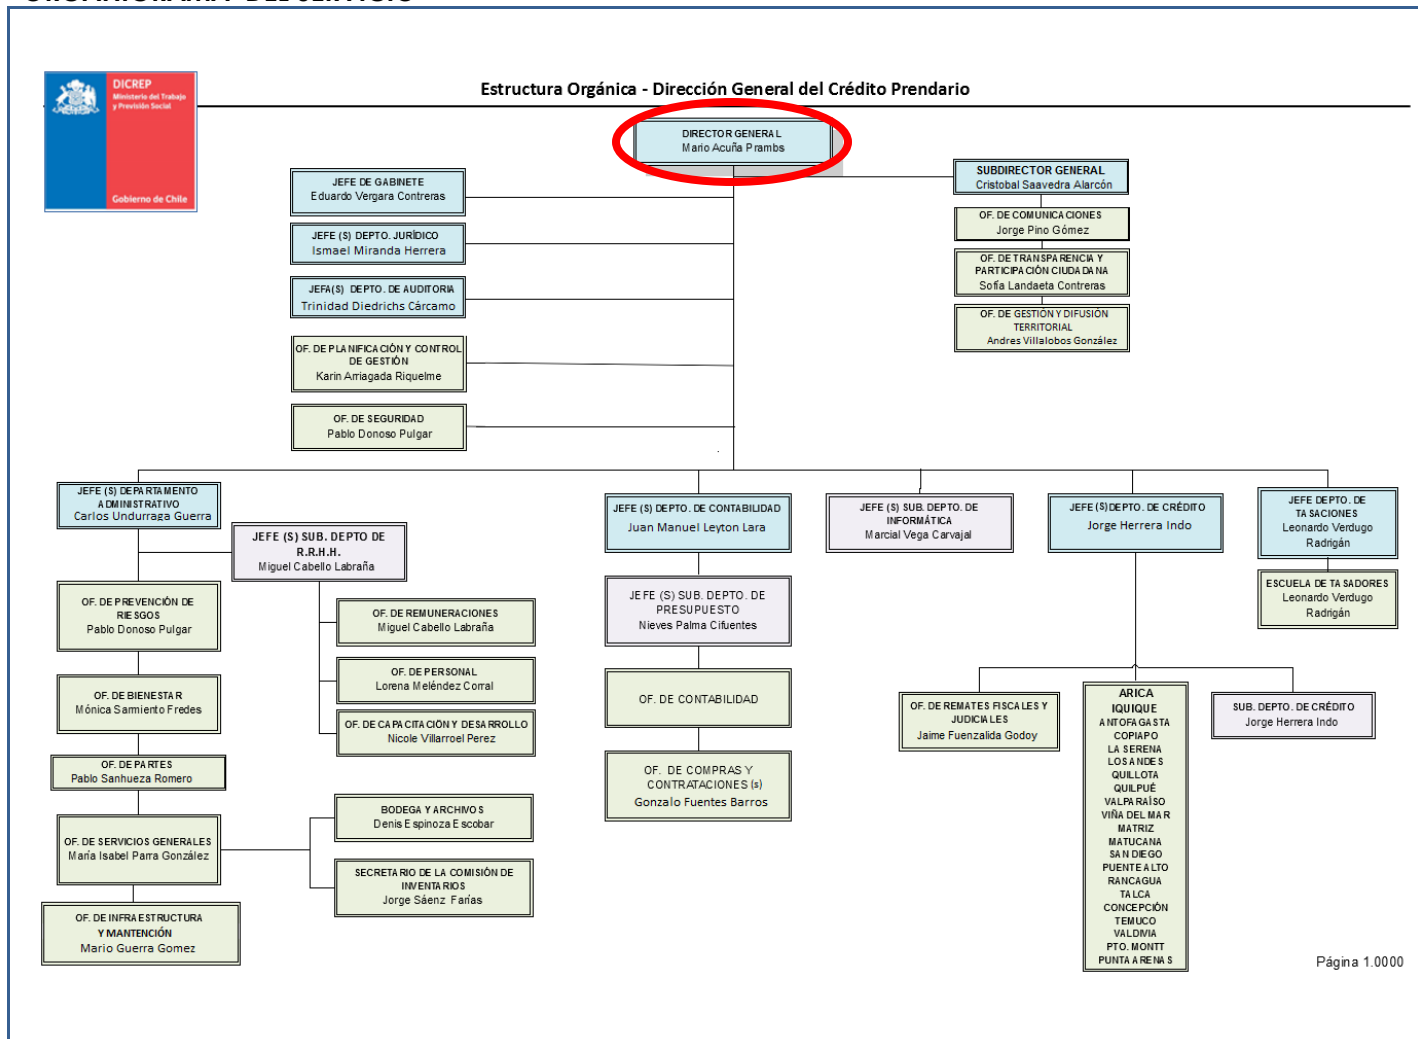 DICREP
Ministerio del Trabajo
y Previsión Social
Gobierno de Chile
Estructura Orgánica - Dirección General del Crédito Prendario
DIRECTOR GENERAL
Mario Acuña Prambs
SUBDIRECTOR GENERAL
Cristobal Saavedra Alarcón
OF. DE COMUNICACIONES
Jorge Pino Gómez
OF. DE TRANSPARENCIA Y
PARTICIPACIÓN CIUDADANA
Sofía Landaeta Contreras
OF. DE GESTIÓN Y DIFUSIÓN
TERRITORIAL
Andres Villalobos González
JEFE DE GABINETE
Eduardo Vergara Contreras
JEFE (S) DEPTO. JURÍDICO
Ismael Miranda Herrera
JEFA(S) DEPTO. DE AUDITORIA
Trinidad Diedrichs Cárcamo
OF. DE PLANIFICACIÓN Y CONTROL
DE GESTIÓN
Karin Arriagada Riquelme
OF. DE SEGURIDAD
Pablo Donoso Pulgar
JEFE (S) DEPARTAMENTO
ADMINISTRATIVO
Carlos Undurraga Guerra
JEFE (S) SUB. DEPTO DE
R.R.H.H.
Miguel Cabello Labraña
OF. DE PREVENCIÓN DE
RIESGOS
Pablo Donoso Pulgar
OF. DE BIENESTAR
Mónica Sarmiento Fredes
OF. DE PARTES
Pablo Sanhueza Romero
OF. DE SERVICIOS GENERALES
María Isabel Parra González
OF. DE INFRAESTRUCTURA
Y MANTENCIÓN
Mario Guerra Gomez
OF. DE REMUNERACIONES
Miguel Cabello Labraña
OF. DE PERSONAL
Lorena Meléndez Corral
OF. DE CAPACITACIÓN Y DESARROLLO
Nicole Villarroel Perez
BODEGA Y ARCHIVOS
Denis Espinoza Escobar
SECRETARIO DE LA COMISIÓN DE
INVENTARIOS
Jorge Sáenz Farías
JEFE (S) DEPTO. DE CONTABILIDAD
Juan Manuel Leyton Lara
JEFE (S) SUB. DEPTO. DE
PRESUPUESTO
Nieves Palma Cifuentes
OF. DE CONTABILIDAD
OF. DE COMPRAS Y
CONTRATACIONES (s)
Gonzalo Fuentes Barros
JEFE (S) SUB. DEPTO. DE
INFORMÁTICA
Marcial Vega Carvajal
JEFE (S) DEPTO. DE CRÉDITO
Jorge Herrera Indo
OF. DE REMATES FISCALES Y
JUDICIALES
Jaime Fuenzalida Godoy
ARICA
IQUIQUE
ANTOFAGASTA
COPIAPO
LA SERENA
LOS ANDES
QUILLOTA
QUILPUÉ
VALPARAÍSO
VIÑA DEL MAR
MATRIZ
MATUCANA
SAN DIEGO
PUENTE ALTO
RANCAGUA
TALCA
CONCEPCIÓN
TEMUCO
VALDIVIA
PTO. MONTT
PUNTA ARENAS
SUB. DEPTO. DE CRÉDITO
Jorge Herrera Indo
JEFE DEPTO. DE
TASACIONES
Leonardo Verdugo
Radrigán
ESCUELA DE TASADORES
Leonardo Verdugo
Radrigán
Página 1.0000